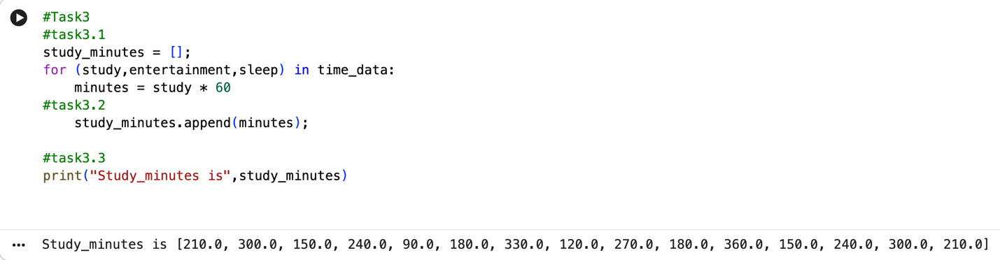 #Task3
#task3.1
study_minutes = [];
for (study,entertainment,sleep) in time_data:
    minutes = study * 60
#task3.2
    study_minutes.append(minutes);
#task3.3
print("Study_minutes is",study_minutes)
Study_minutes is [210.0, 300.0, 150.0, 240.0, 90.0, 180.0, 330.0, 120.0, 270.0, 180.0, 360.0, 150.0, 240.0, 300.0, 210.0]